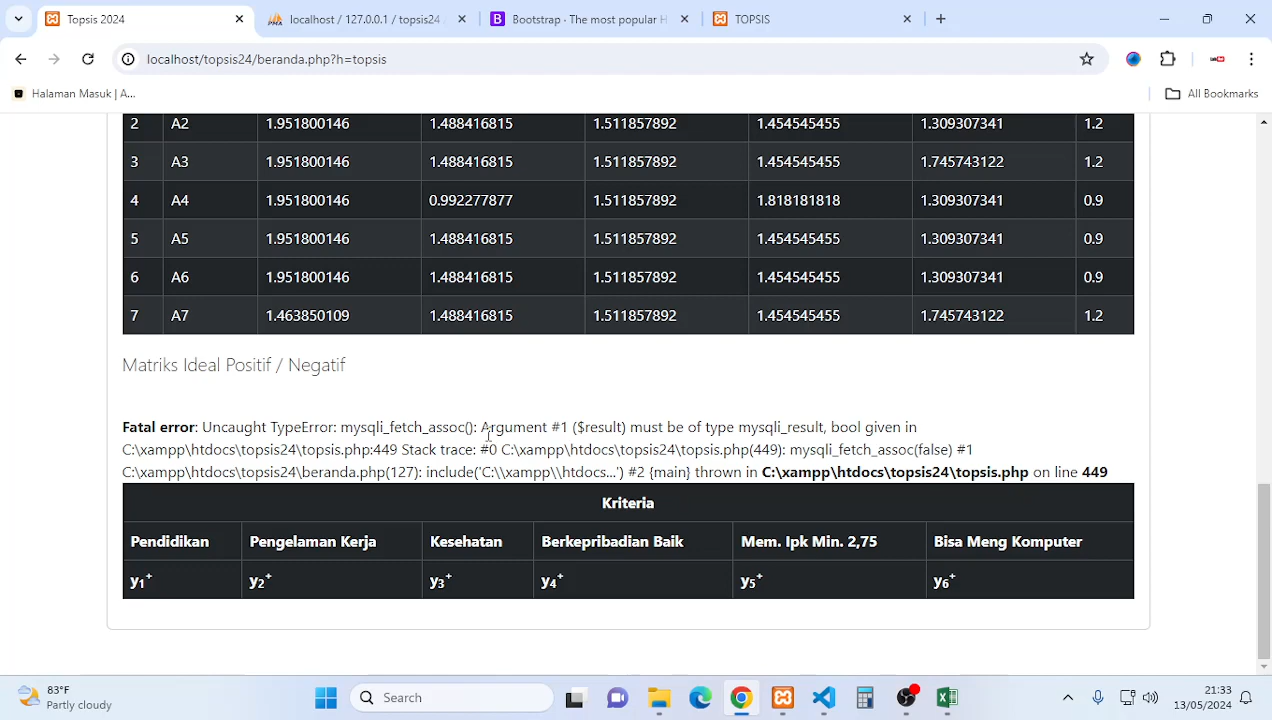 Topsis 2024
localhost / 127.0.0.1 / topsis24
Bootstrap · The most popular H
TOPSIS
localhost/topsis24/beranda.php?h=topsis
Halaman Masuk | A...
All Bookmarks
2 A2 1.951800146 1.488416815 1.511857892 1.454545455 1.309307341 1.2
3 A3 1.951800146 1.488416815 1.511857892 1.454545455 1.745743122 1.2
4 A4 1.951800146 0.992277877 1.511857892 1.818181818 1.309307341 0.9
5 A5 1.951800146 1.488416815 1.511857892 1.454545455 1.309307341 0.9
6 A6 1.951800146 1.488416815 1.511857892 1.454545455 1.309307341 0.9
7 A7 1.463850109 1.488416815 1.511857892 1.454545455 1.745743122 1.2
Matriks Ideal Positif / Negatif
Fatal error: Uncaught TypeError: mysqli_fetch_assoc(): Argument #1 ($result) must be of type mysqli_result, bool given in
C:\xampp\htdocs\topsis24\topsis.php:449 Stack trace: #0 C:\xampp\htdocs\topsis24\topsis.php(449): mysqli_fetch_assoc(false) #1
C:\xampp\htdocs\topsis24\beranda.php(127): include('C:\\xampp\\htdocs...') #2 {main} thrown in C:\xampp\htdocs\topsis24\topsis.php on line 449
Kriteria
Pendidikan Pengelaman Kerja Kesehatan Berkepribadian Baik Mem. Ipk Min. 2,75 Bisa Meng Komputer
y₁⁺ y₂⁺ y₃⁺ y₄⁺ y₅⁺ y₆⁺
83°F
Partly cloudy
Search
21:33
13/05/2024